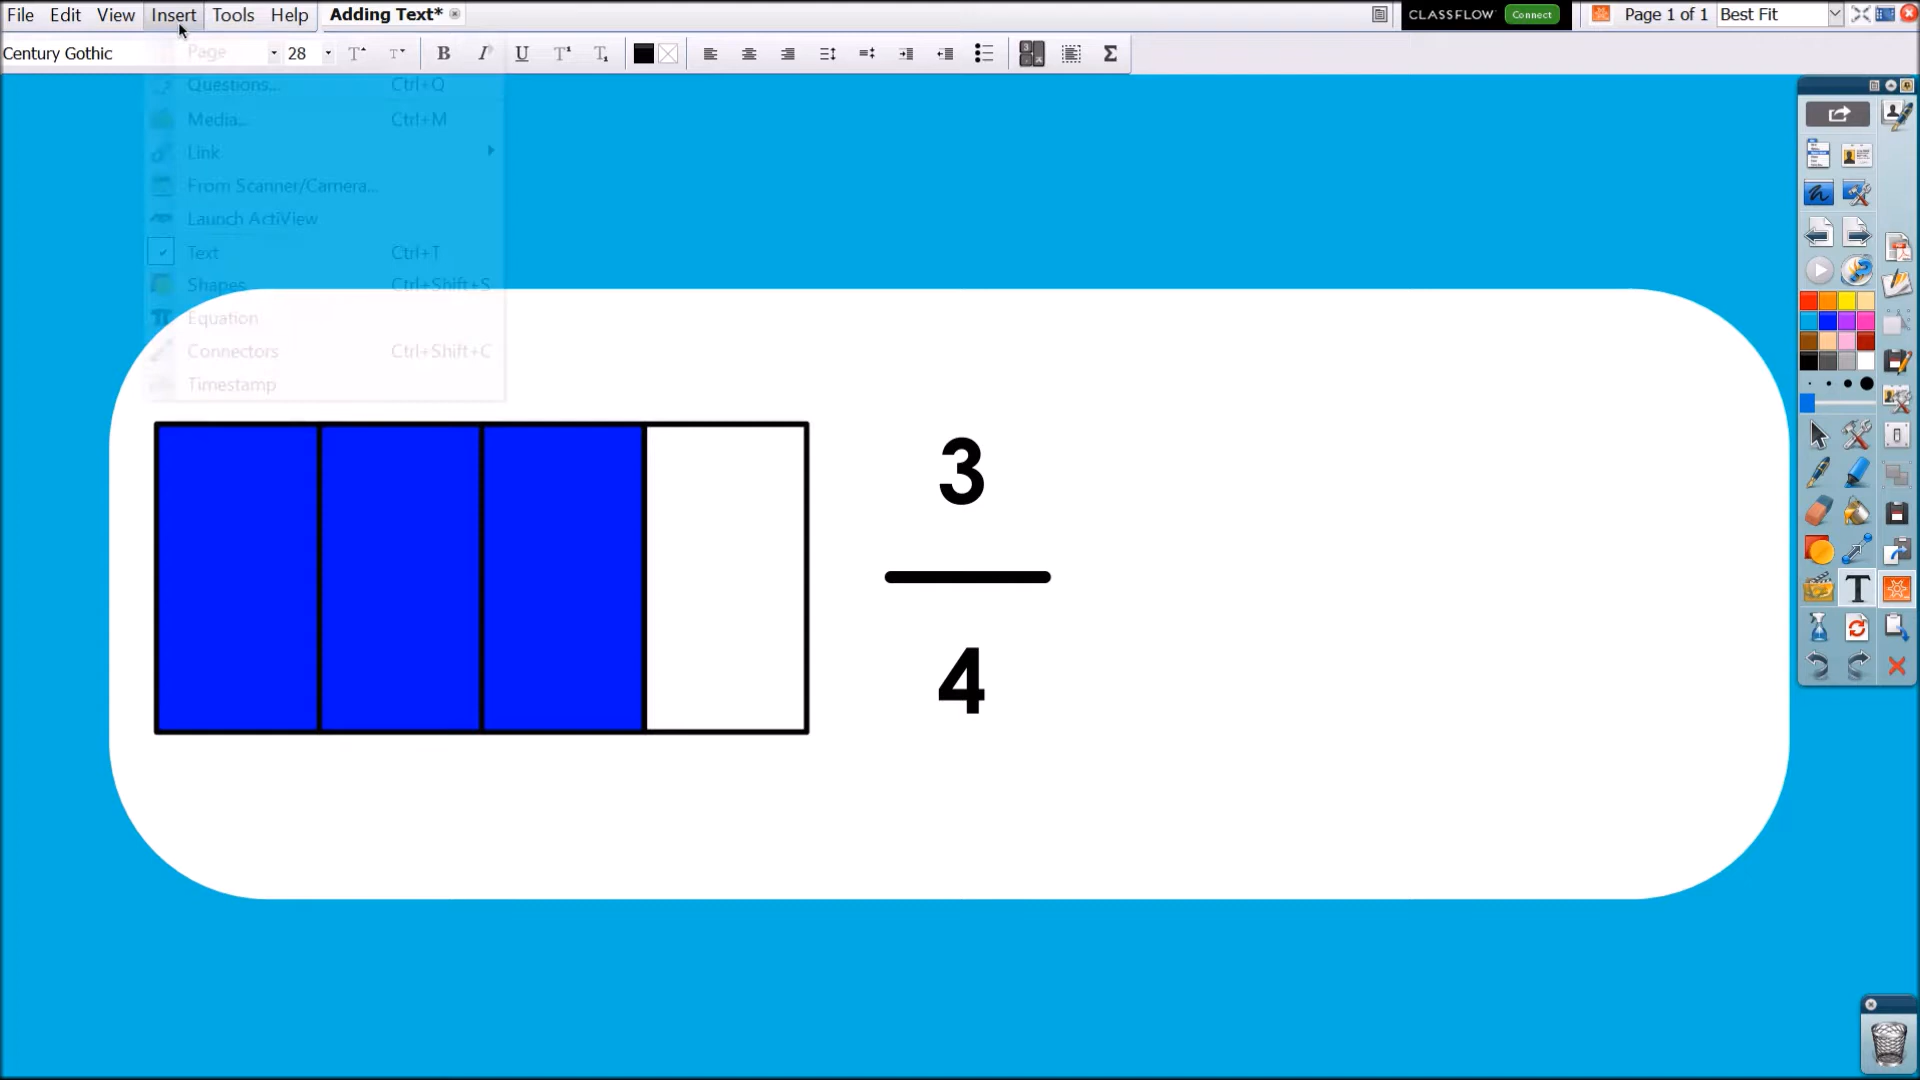 File Edit View Insert Tools Help Adding Text* CLASSFLOW Connect Page 1 of 1 Best Fit
Century Gothic 28 B I U Σ
Page
Questions... Ctrl+Q
Media... Ctrl+M
Link
From Scanner/Camera...
Launch ActiView
Text Ctrl+T
Shapes Ctrl+Shift+S
Equation
Connectors Ctrl+Shift+C
Timestamp
3
4
T